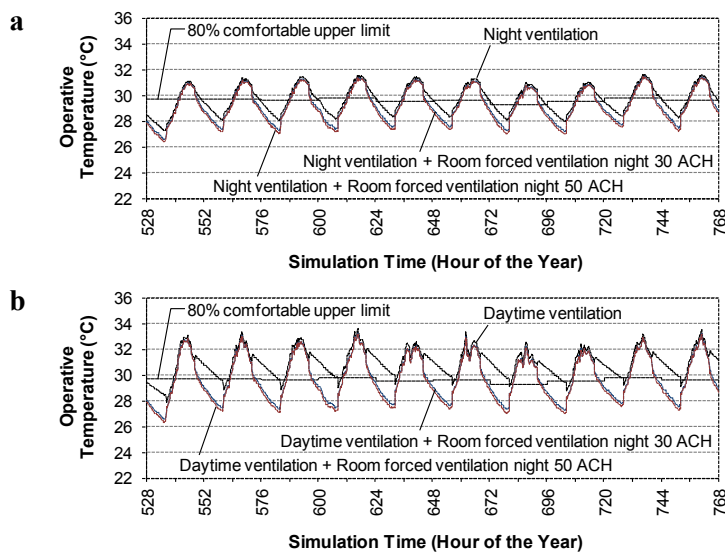 a
36
34
32
30
28
26
24
22
Operative
Temperature (°C)
80% comfortable upper limit
Night ventilation
Night ventilation + Room forced ventilation night 30 ACH
Night ventilation + Room forced ventilation night 50 ACH
528
552
576
600
624
648
672
696
720
744
768
Simulation Time (Hour of the Year)
b
36
34
32
30
28
26
24
22
Operative
Temperature (°C)
80% comfortable upper limit
Daytime ventilation
Daytime ventilation + Room forced ventilation night 30 ACH
Daytime ventilation + Room forced ventilation night 50 ACH
528
552
576
600
624
648
672
696
720
744
768
Simulation Time (Hour of the Year)